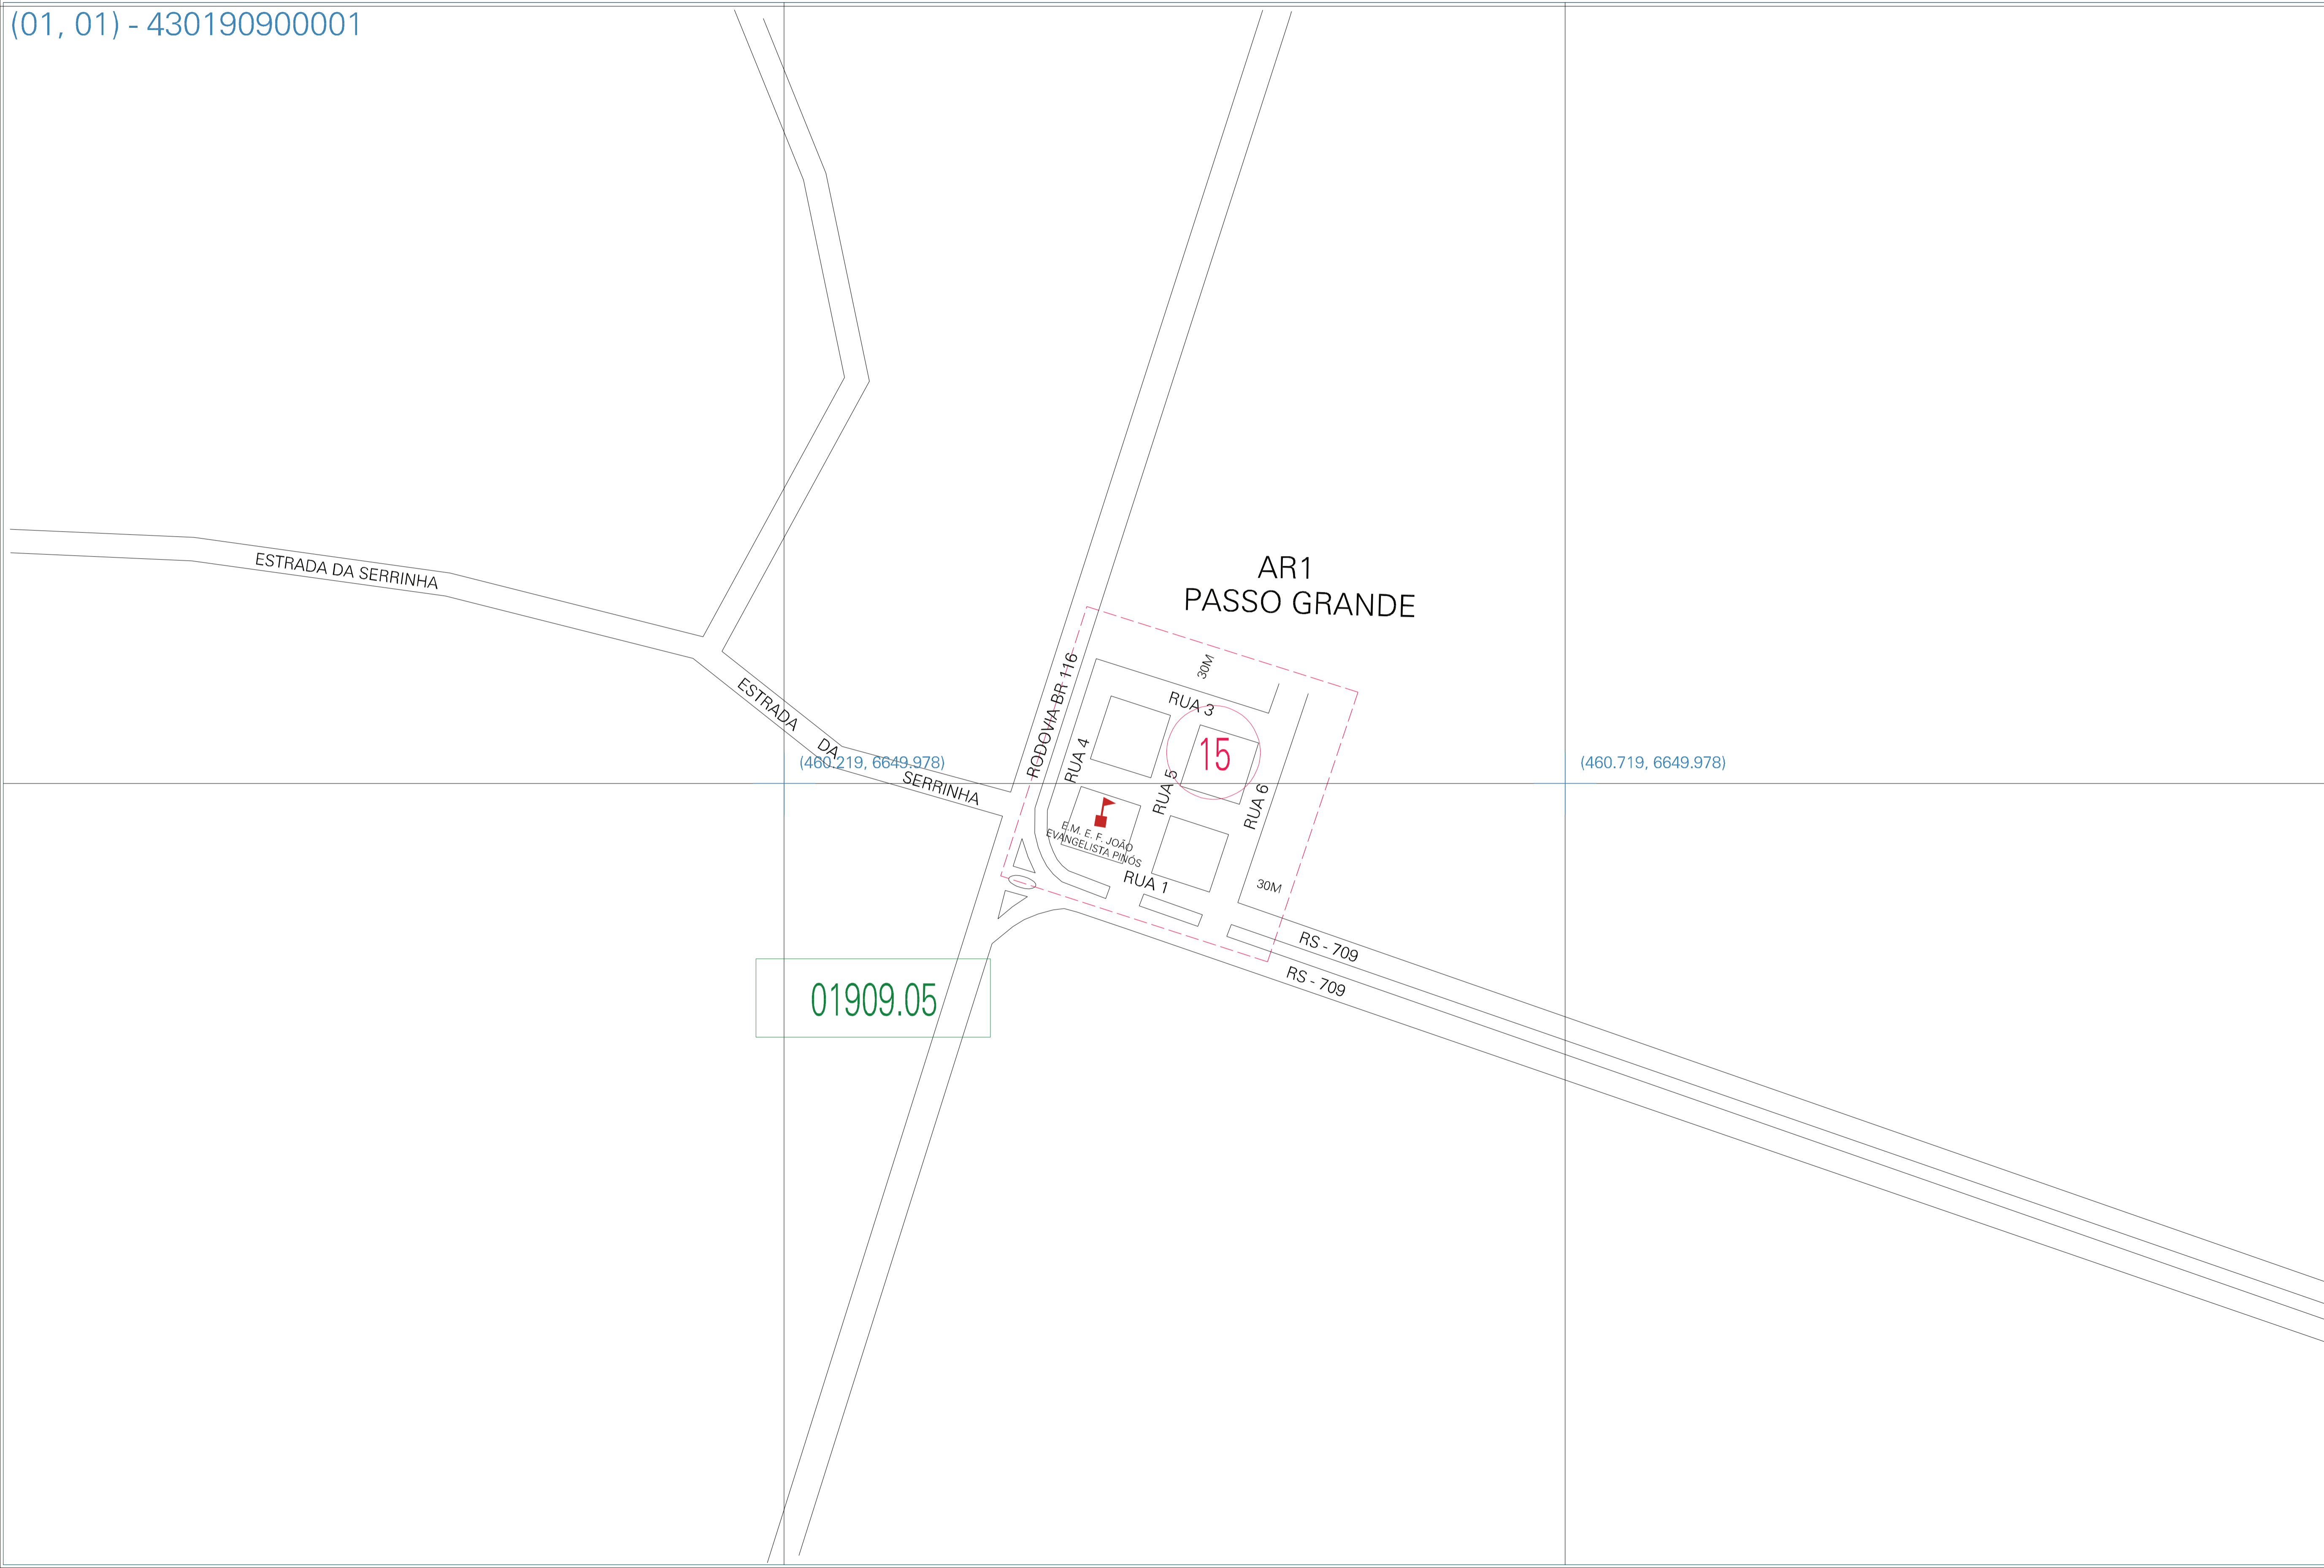 (01, 01) - 430190900001
ESTRADA DA SERRINHA
AR1
PASSO GRANDE
30M
RODOVIA BR 116
RUA 3
ESTRADA
DA
SERRINHA
(460.219, 6649.978)
(460.719, 6649.978)
RUA 4
15
RUA 5
RUA 6
E.M. E. F. JOÃO
EVANGELISTA PINÓS
RUA 1
30M
RS - 709
RS - 709
01909.05